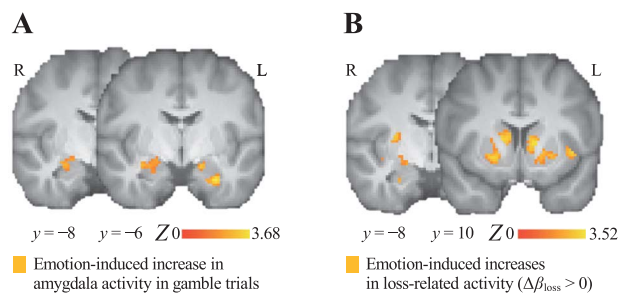 A
B
R
L
R
L
y = −8 y = −6 Z 0 3.68
y = −8 y = 10 Z 0 3.52
Emotion-induced increase in
amygdala activity in gamble trials
Emotion-induced increases
in loss-related activity (Δβloss > 0)